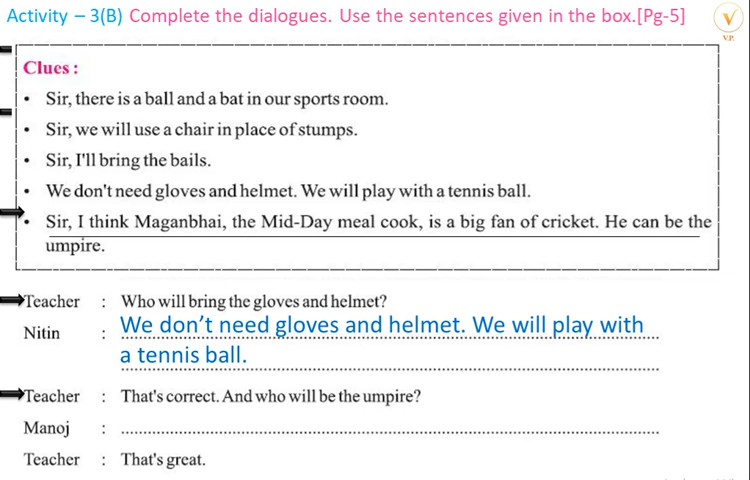 Activity – 3(B) Complete the dialogues. Use the sentences given in the box.[Pg-5]
V
V.P.
Clues :
• Sir, there is a ball and a bat in our sports room.
• Sir, we will use a chair in place of stumps.
• Sir, I'll bring the bails.
• We don't need gloves and helmet. We will play with a tennis ball.
• Sir, I think Maganbhai, the Mid-Day meal cook, is a big fan of cricket. He can be the
umpire.
Teacher : Who will bring the gloves and helmet?
Nitin : We don't need gloves and helmet. We will play with
a tennis ball.
Teacher : That's correct. And who will be the umpire?
Manoj : ....................
Teacher : That's great.